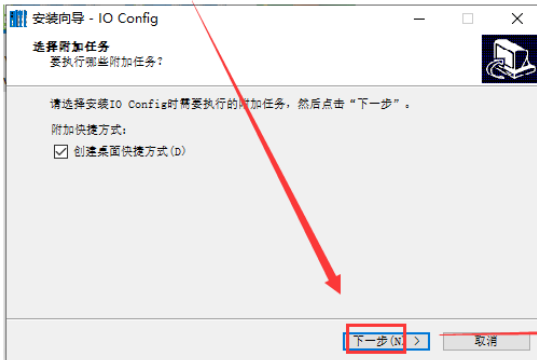 安装向导 - IO Config
选择附加任务
要执行哪些附加任务?
请选择安装IO Config时需要执行的附加任务，然后点击“下一步”。
附加快捷方式:
创建桌面快捷方式(D)
下一步(N) >
取消